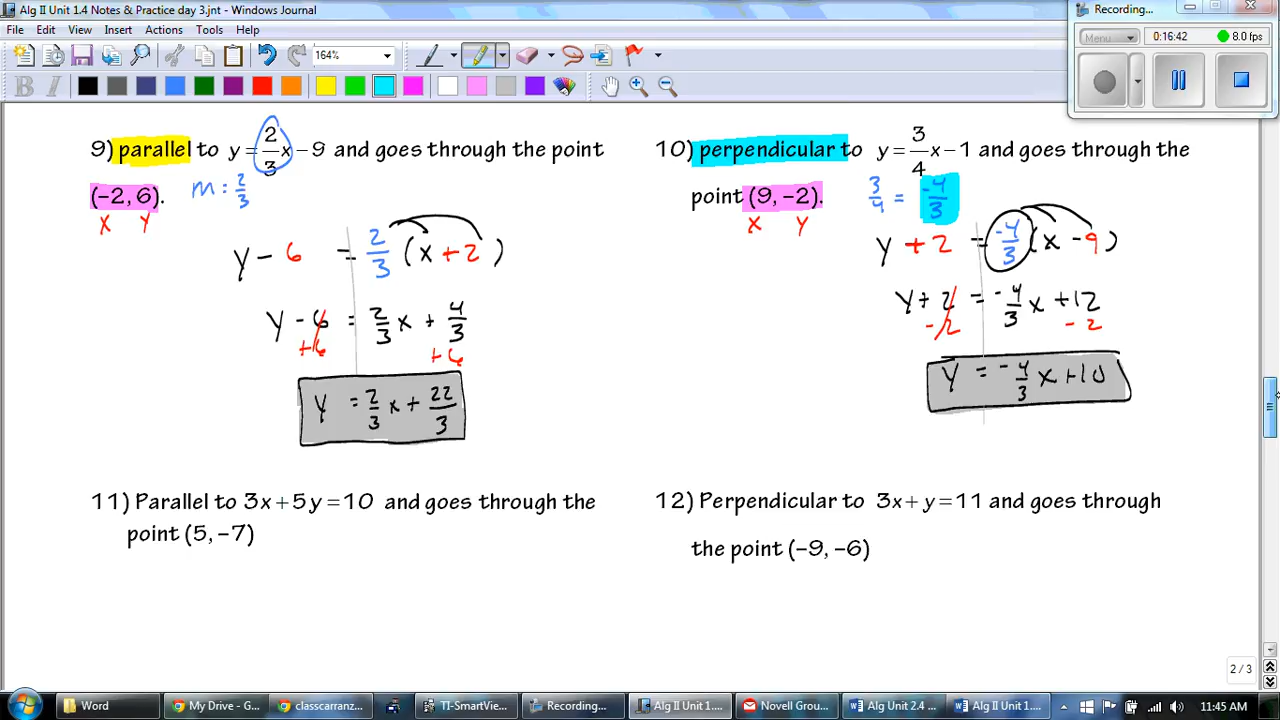 Alg II Unit 1.4 Notes & Practice day 3.jnt - Windows Journal
Recording...
File Edit View Insert Actions Tools Help
Menu
0:16:42
8.0 fps
164%
B I
9) parallel to y = 2/3 x − 9 and goes through the point
(−2, 6).
m : 2/3
x y
y − 6 = 2/3 (x + 2)
y − 6 = 2/3 x + 4/3
+6 +6
y = 2/3 x + 22/3
10) perpendicular to y = 3/4 x − 1 and goes through the
point (9, −2).
3/4 = -4/3
x y
y + 2 = -4/3 (x − 9)
y + 2 = -4/3 x + 12
-2 -2
y = -4/3 x + 10
11) Parallel to 3x + 5y = 10 and goes through the
point (5, −7)
12) Perpendicular to 3x + y = 11 and goes through
the point (−9, −6)
2 / 3
Word
My Drive - G...
classcarranz...
TI-SmartVie...
Recording...
Alg II Unit 1....
Novell Grou...
Alg Unit 2.4 ...
Alg II Unit 1....
11:45 AM